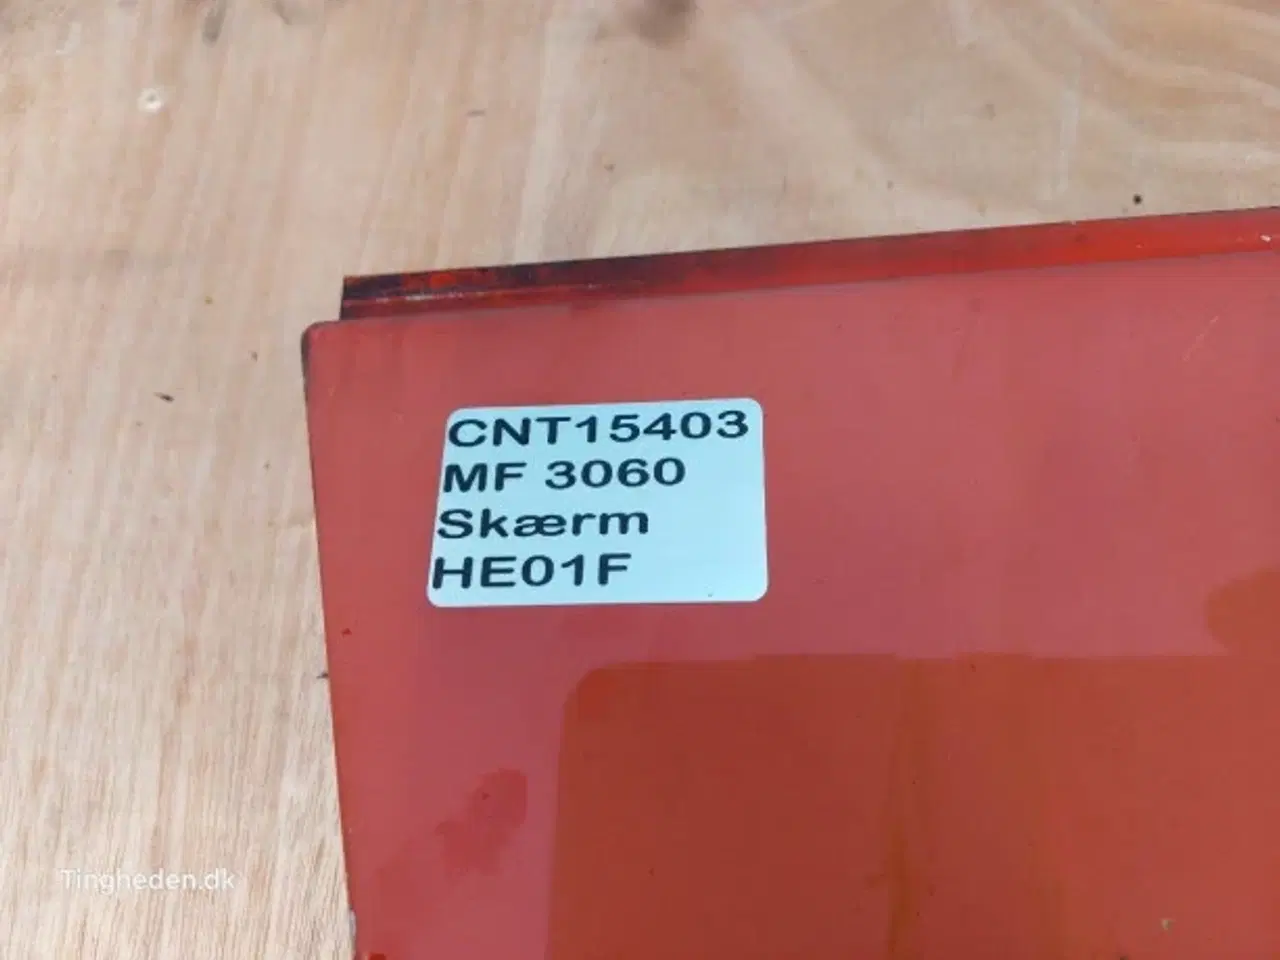 CNT15403
MF 3060
Skærm
HE01F
Tingheden.dk